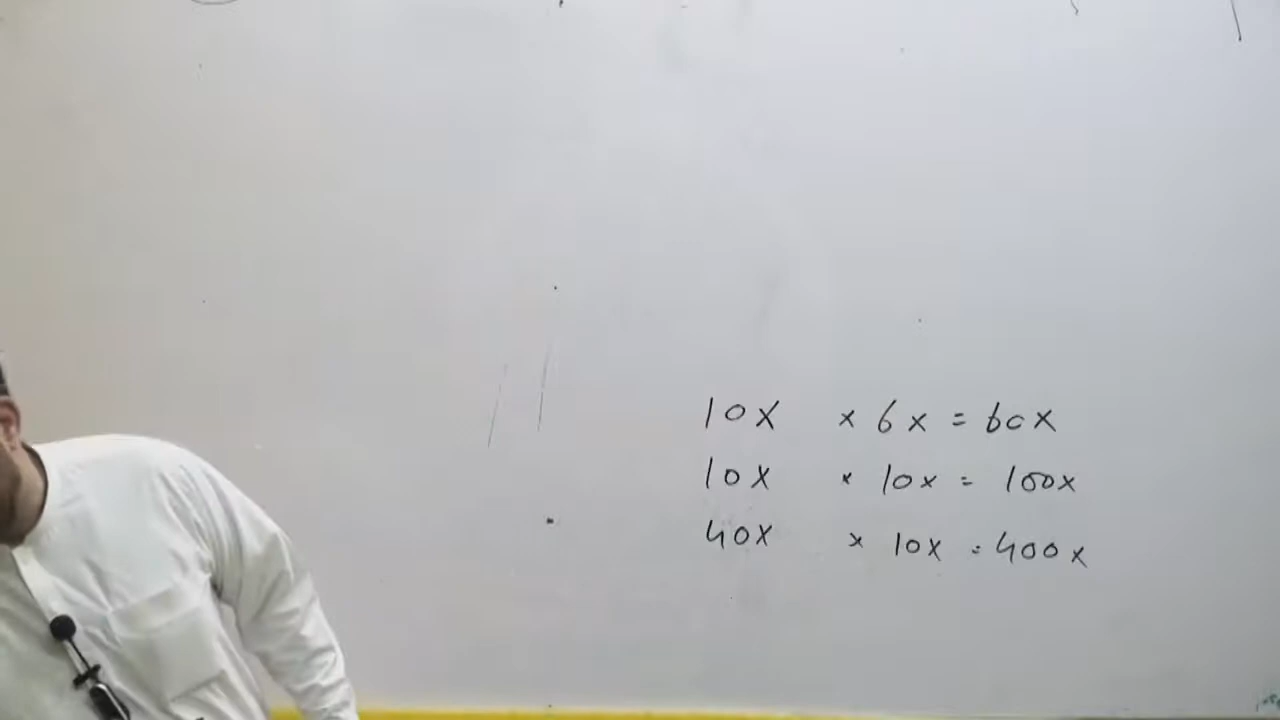 10X × 6x = 60X
10X × 10x = 100x
40X × 10X = 400x